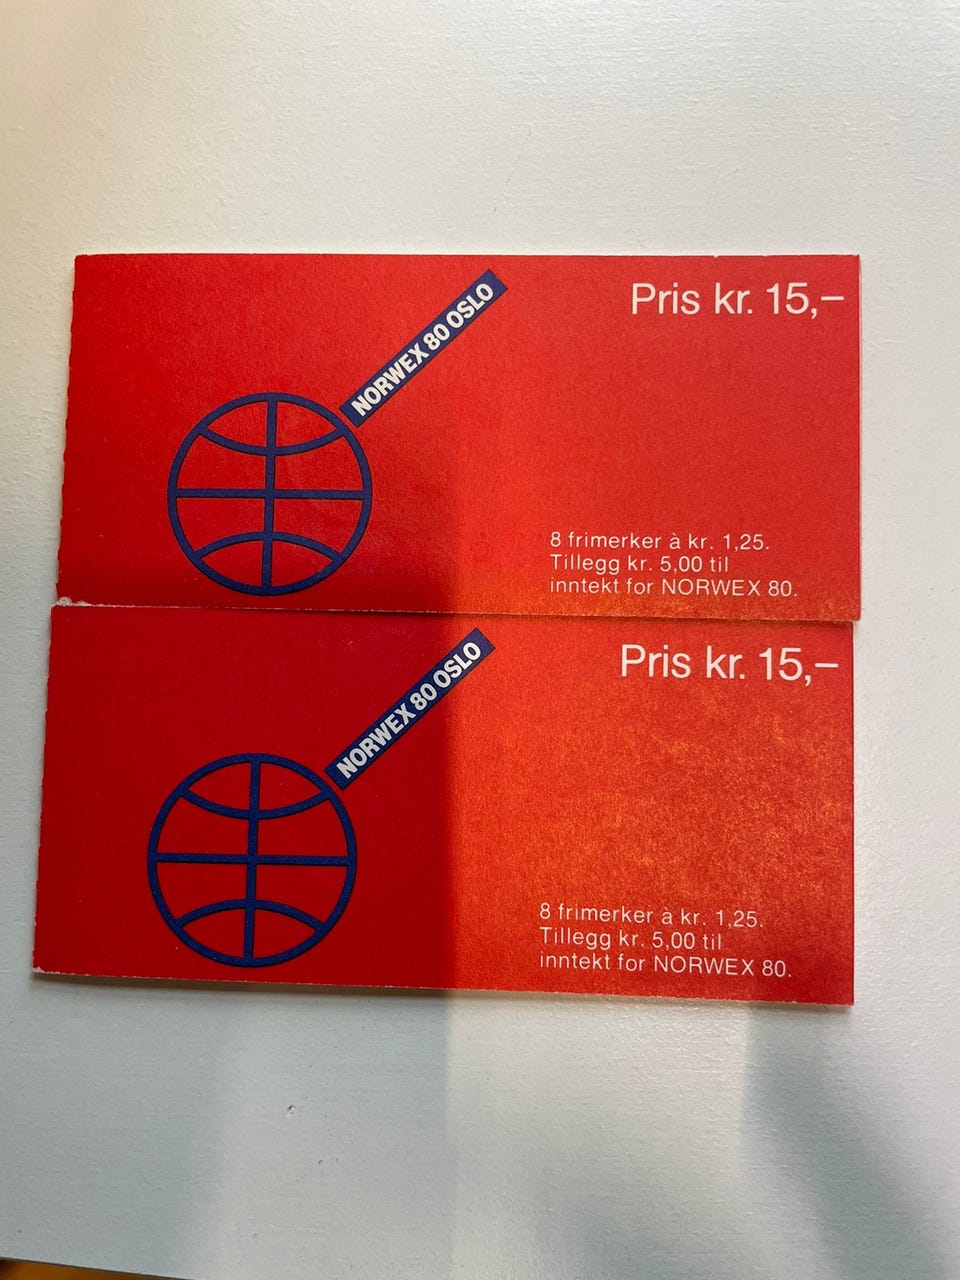 Pris kr. 15,–
NORWEX 80 OSLO
8 frimerker à kr. 1,25.
Tillegg kr. 5,00 til
inntekt for NORWEX 80.
Pris kr. 15,–
NORWEX 80 OSLO
8 frimerker à kr. 1,25.
Tillegg kr. 5,00 til
inntekt for NORWEX 80.